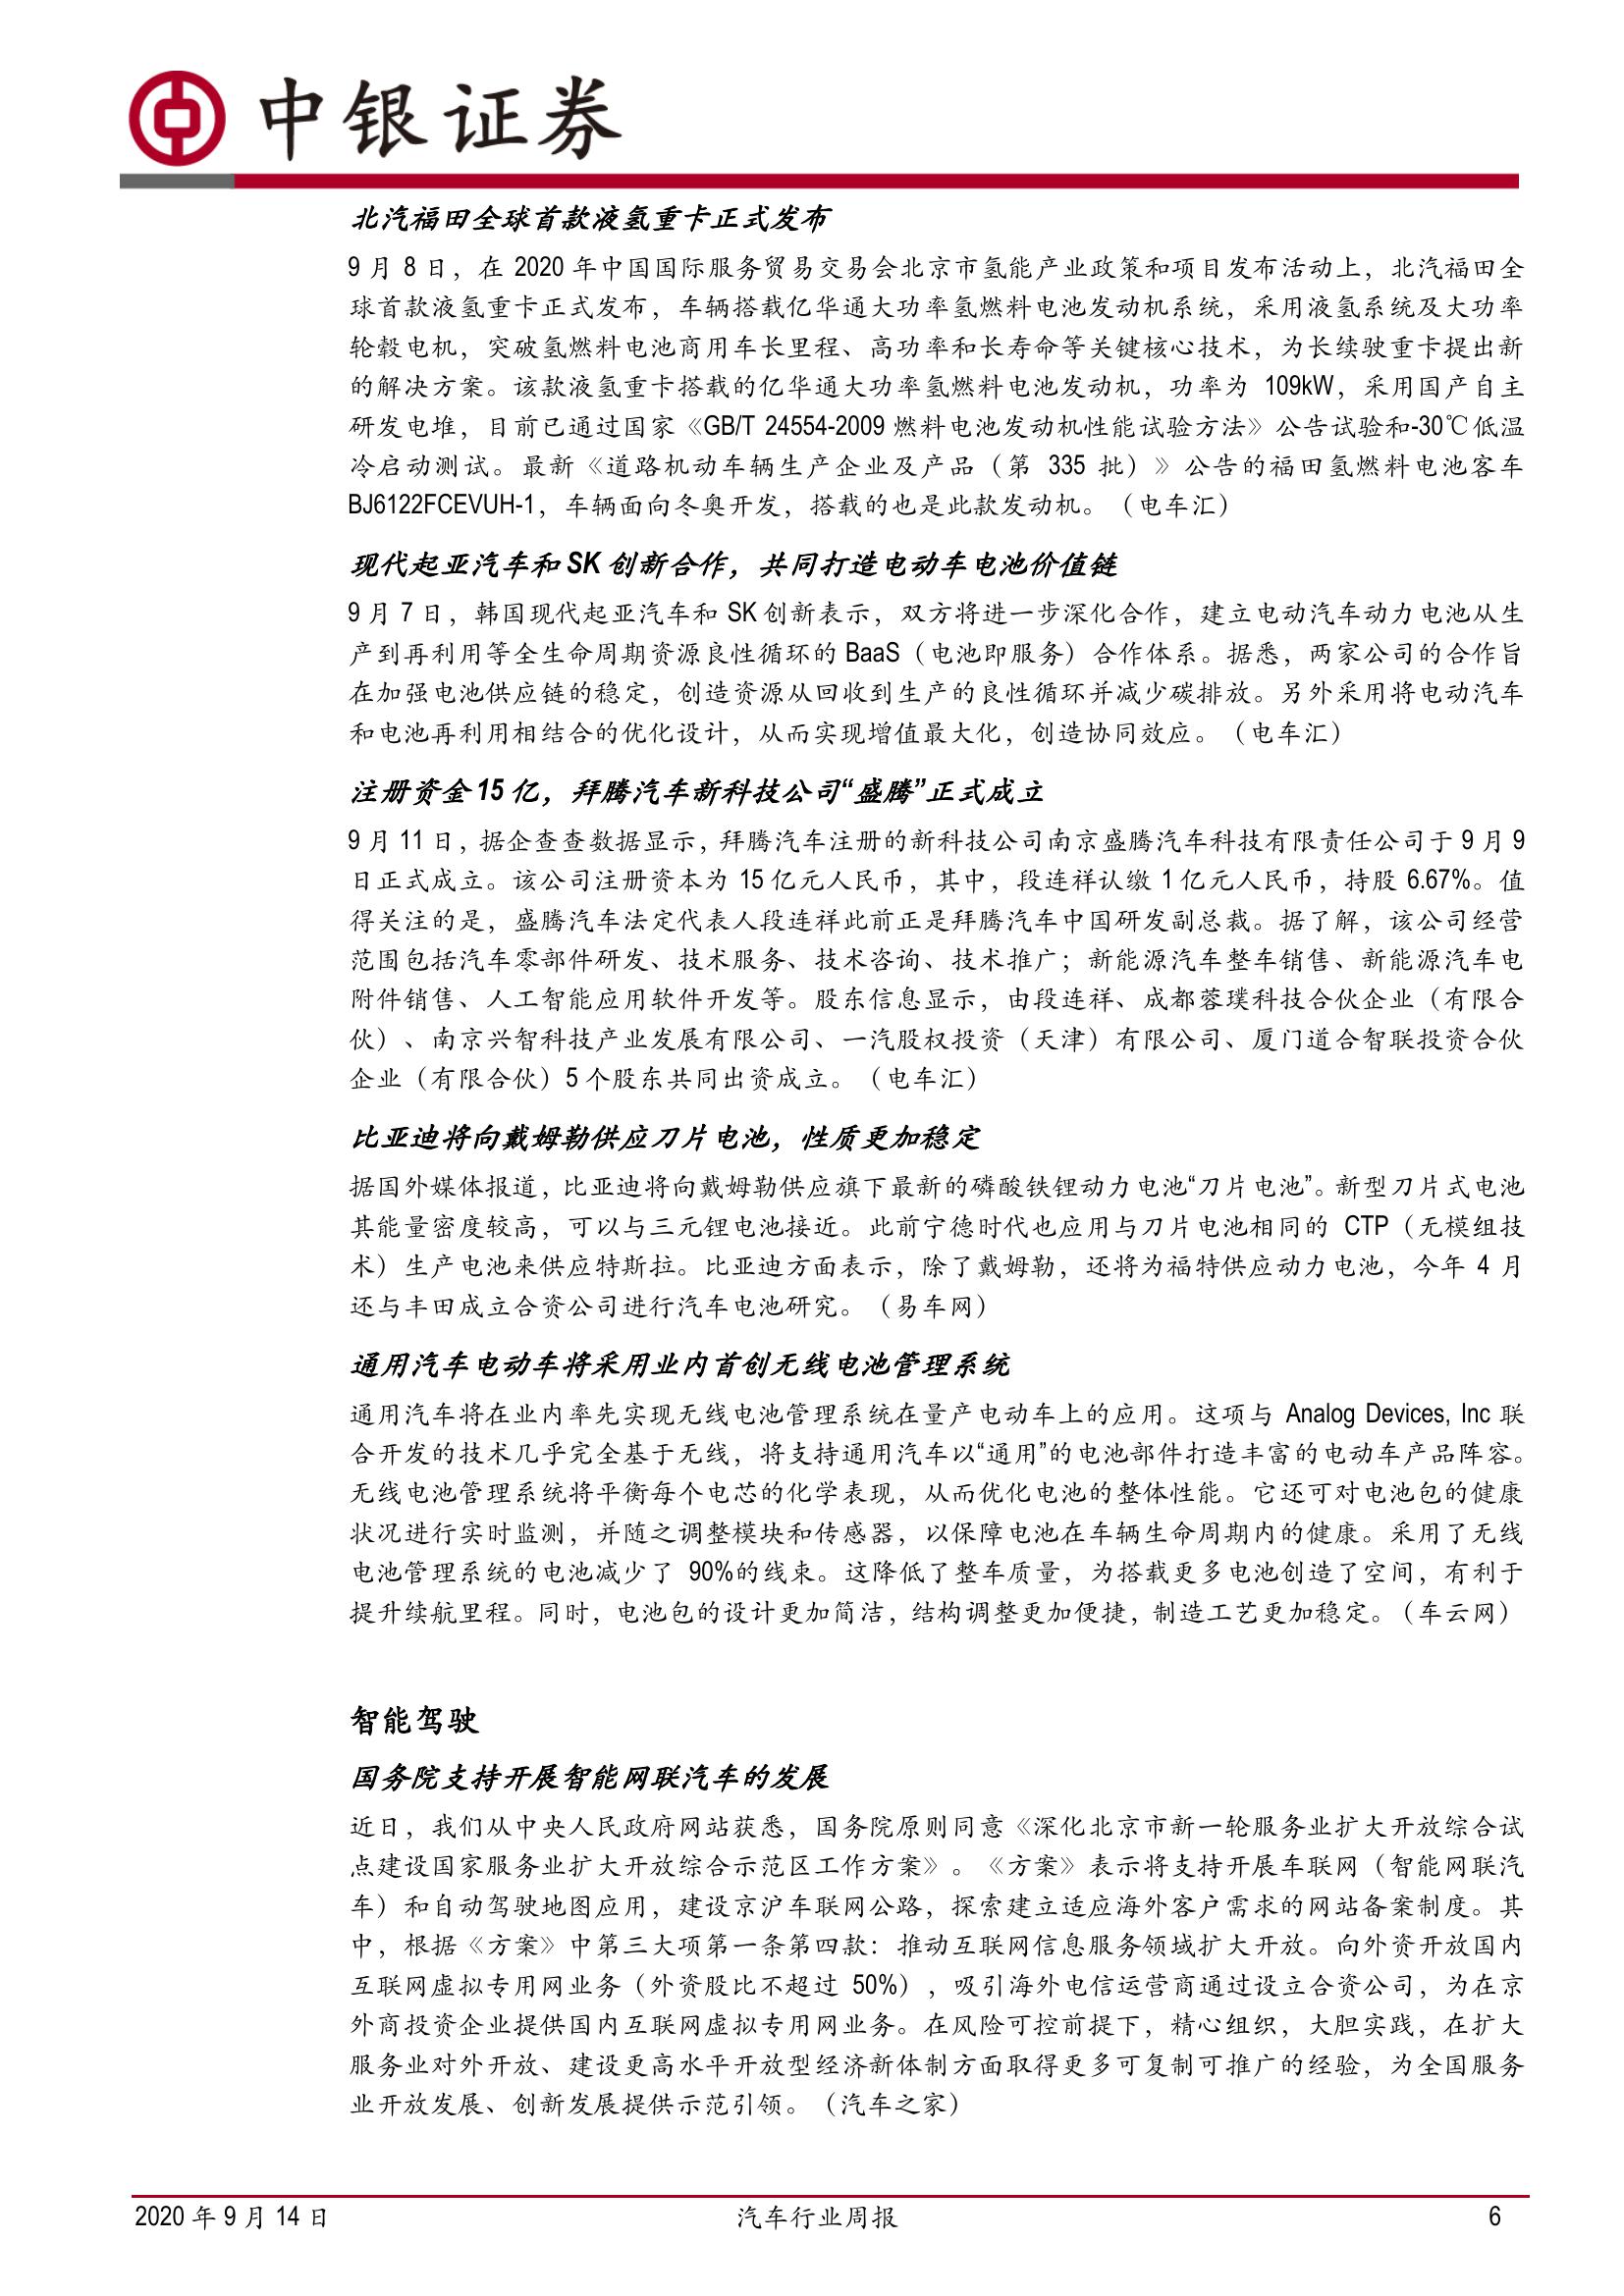 中银证券
北汽福田全球首款液氢重卡正式发布
9 月 8 日，在 2020 年中国国际服务贸易交易会北京市氢能产业政策和项目发布活动上，北汽福田全
球首款液氢重卡正式发布，车辆搭载亿华通大功率氢燃料电池发动机系统，采用液氢系统及大功率
轮毂电机，突破氢燃料电池商用车长里程、高功率和长寿命等关键核心技术，为长续驶重卡提出新
的解决方案。该款液氢重卡搭载的亿华通大功率氢燃料电池发动机，功率为 109kW，采用国产自主
研发电堆，目前已通过国家《GB/T 24554-2009 燃料电池发动机性能试验方法》公告试验和-30℃低温
冷启动测试。最新《道路机动车辆生产企业及产品（第 335 批）》公告的福田氢燃料电池客车
BJ6122FCEVUH-1，车辆面向冬奥开发，搭载的也是此款发动机。（电车汇）
现代起亚汽车和 SK 创新合作，共同打造电动车电池价值链
9 月 7 日，韩国现代起亚汽车和 SK 创新表示，双方将进一步深化合作，建立电动汽车动力电池从生
产到再利用等全生命周期资源良性循环的 BaaS（电池即服务）合作体系。据悉，两家公司的合作旨
在加强电池供应链的稳定，创造资源从回收到生产的良性循环并减少碳排放。另外采用将电动汽车
和电池再利用相结合的优化设计，从而实现增值最大化，创造协同效应。（电车汇）
注册资金 15 亿，拜腾汽车新科技公司“盛腾”正式成立
9 月 11 日，据企查查数据显示，拜腾汽车注册的新科技公司南京盛腾汽车科技有限责任公司于 9 月 9
日正式成立。该公司注册资本为 15 亿元人民币，其中，段连祥认缴 1 亿元人民币，持股 6.67%。值
得关注的是，盛腾汽车法定代表人段连祥此前正是拜腾汽车中国研发副总裁。据了解，该公司经营
范围包括汽车零部件研发、技术服务、技术咨询、技术推广；新能源汽车整车销售、新能源汽车电
附件销售、人工智能应用软件开发等。股东信息显示，由段连祥、成都蓉璞科技合伙企业（有限合
伙）、南京兴智科技产业发展有限公司、一汽股权投资（天津）有限公司、厦门道合智联投资合伙
企业（有限合伙）5 个股东共同出资成立。（电车汇）
比亚迪将向戴姆勒供应刀片电池，性质更加稳定
据国外媒体报道，比亚迪将向戴姆勒供应旗下最新的磷酸铁锂动力电池“刀片电池”。新型刀片式电池
其能量密度较高，可以与三元锂电池接近。此前宁德时代也应用与刀片电池相同的 CTP（无模组技
术）生产电池来供应特斯拉。比亚迪方面表示，除了戴姆勒，还将为福特供应动力电池，今年 4 月
还与丰田成立合资公司进行汽车电池研究。（易车网）
通用汽车电动车将采用业内首创无线电池管理系统
通用汽车将在业内率先实现无线电池管理系统在量产电动车上的应用。这项与 Analog Devices, Inc 联
合开发的技术几乎完全基于无线，将支持通用汽车以“通用”的电池部件打造丰富的电动车产品阵容。
无线电池管理系统将平衡每个电芯的化学表现，从而优化电池的整体性能。它还可对电池包的健康
状况进行实时监测，并随之调整模块和传感器，以保障电池在车辆生命周期内的健康。采用了无线
电池管理系统的电池减少了 90%的线束。这降低了整车质量，为搭载更多电池创造了空间，有利于
提升续航里程。同时，电池包的设计更加简洁，结构调整更加便捷，制造工艺更加稳定。（车云网）
智能驾驶
国务院支持开展智能网联汽车的发展
近日，我们从中央人民政府网站获悉，国务院原则同意《深化北京市新一轮服务业扩大开放综合试
点建设国家服务业扩大开放综合示范区工作方案》。《方案》表示将支持开展车联网（智能网联汽
车）和自动驾驶地图应用，建设京沪车联网公路，探索建立适应海外客户需求的网站备案制度。其
中，根据《方案》中第三大项第一条第四款：推动互联网信息服务领域扩大开放。向外资开放国内
互联网虚拟专用网业务（外资股比不超过 50%），吸引海外电信运营商通过设立合资公司，为在京
外商投资企业提供国内互联网虚拟专用网业务。在风险可控前提下，精心组织，大胆实践，在扩大
服务业对外开放、建设更高水平开放型经济新体制方面取得更多可复制可推广的经验，为全国服务
业开放发展、创新发展提供示范引领。（汽车之家）
2020 年 9 月 14 日
汽车行业周报
6